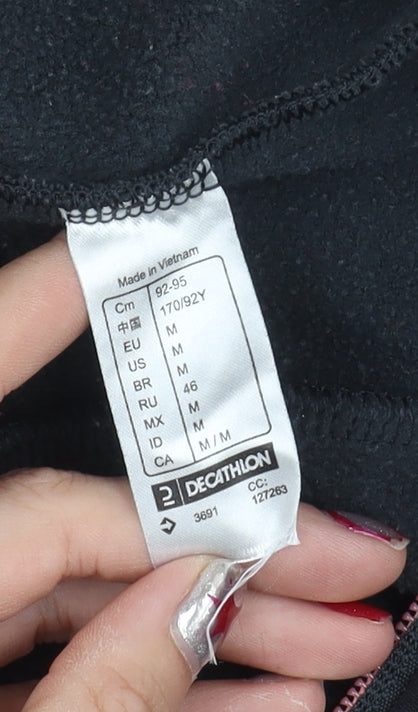 Made in Vietnam
Cm 92-95
中国 170/92Y
EU M
US M
BR M
RU 46
MX M
ID M
CA M / M
DECATHLON
3691 CC: 127263